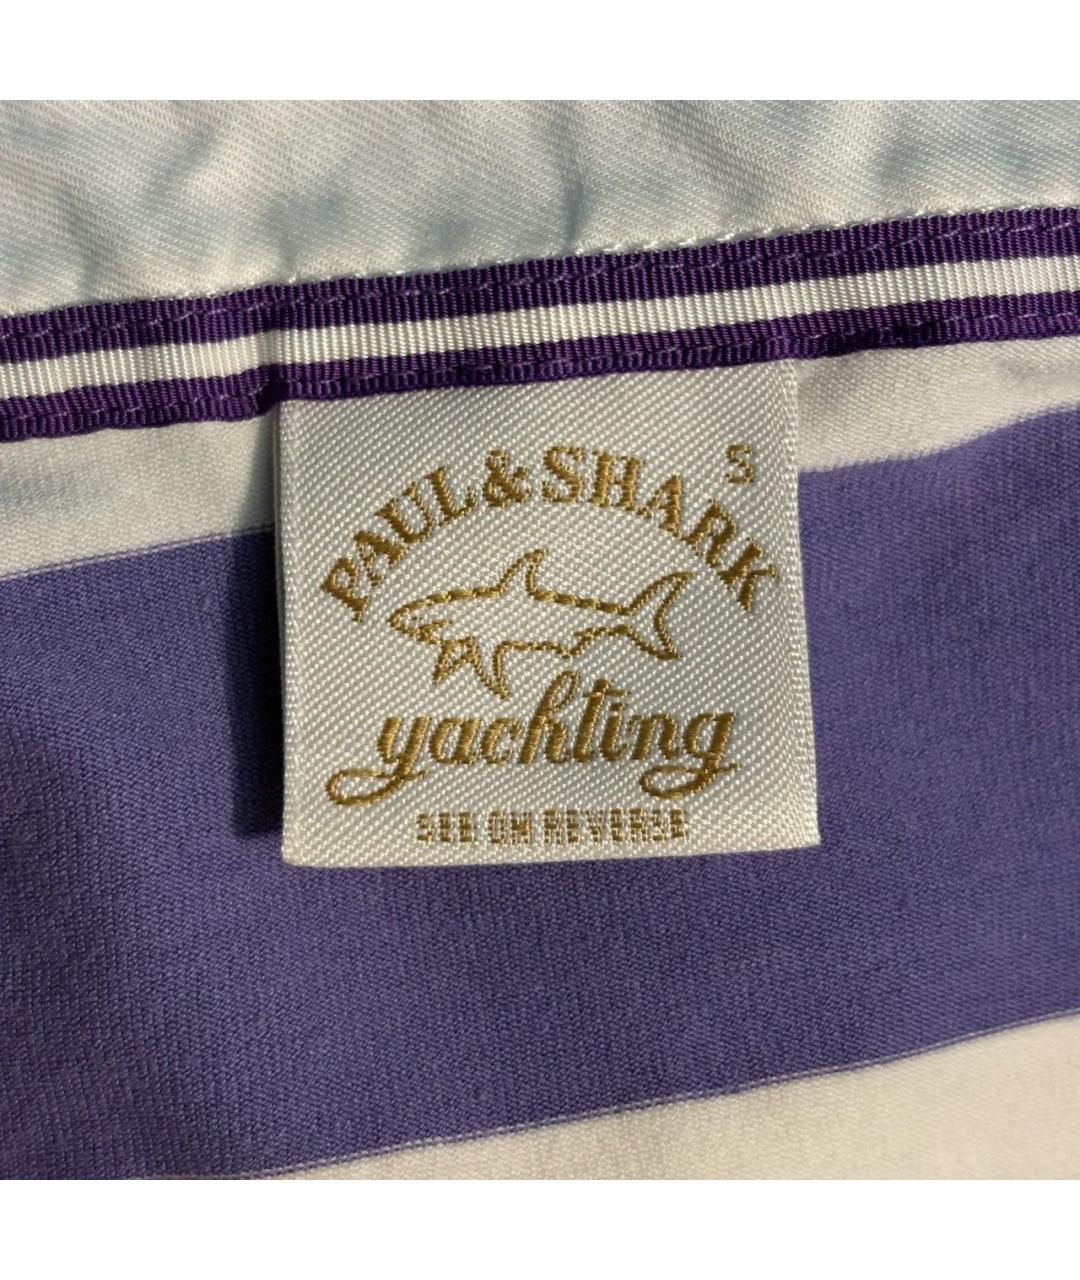 S
PAUL & SHARK
yachting
SEE ON REVERSE